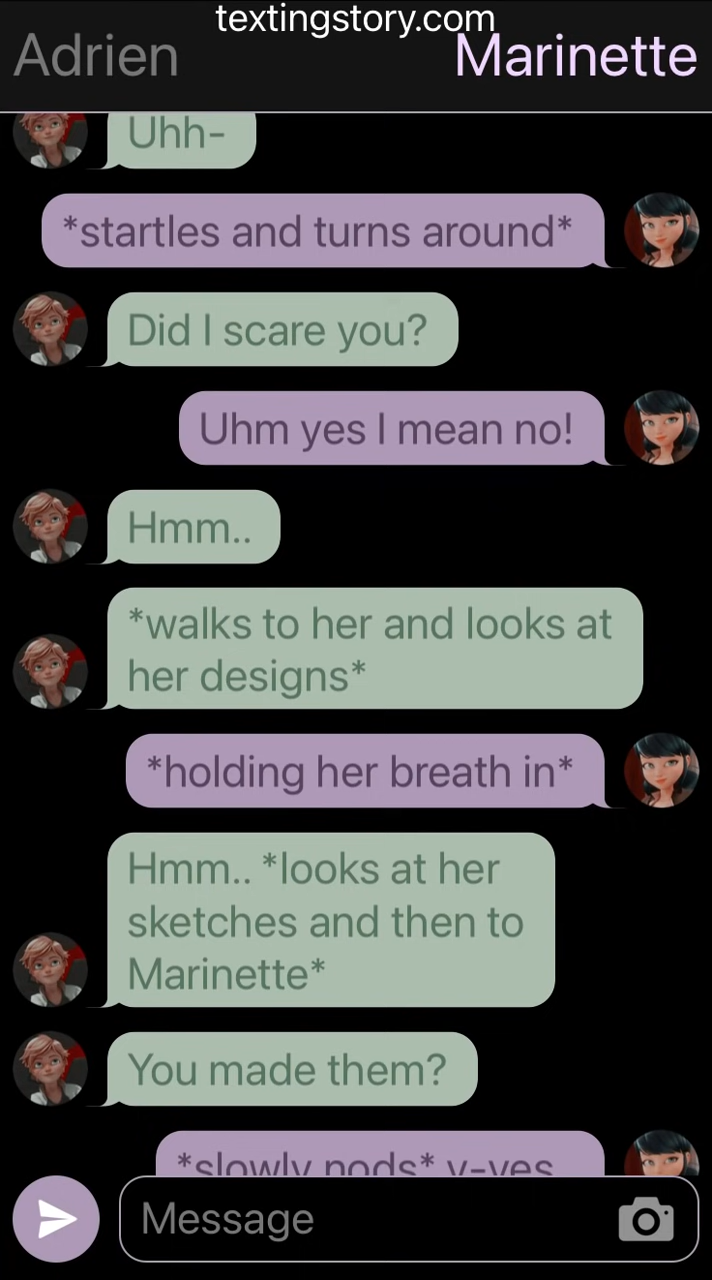 textingstory.com
Adrien
Marinette
Uhh-
*startles and turns around*
Did I scare you?
Uhm yes I mean no!
Hmm..
*walks to her and looks at
her designs*
*holding her breath in*
Hmm.. *looks at her
sketches and then to
Marinette*
You made them?
*slowly nods* y-yes
Message